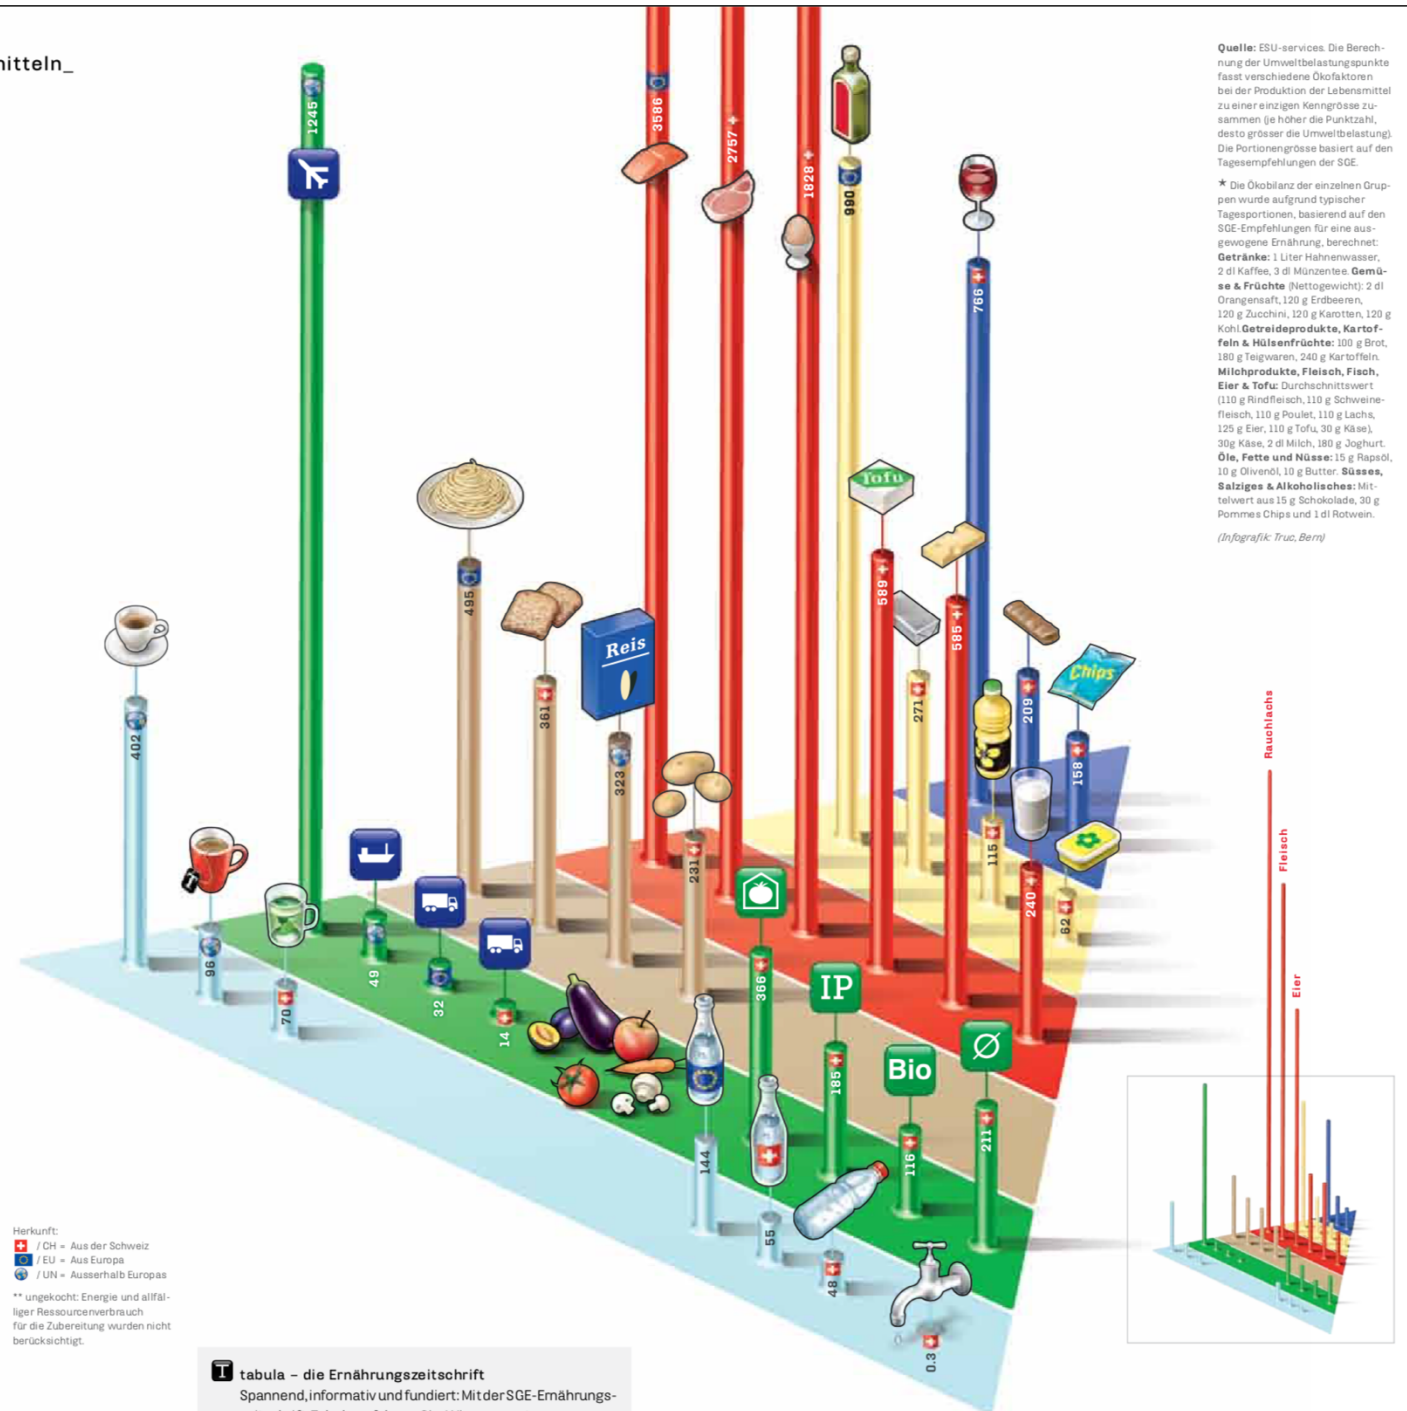 nitteln_
1245
3586
2757
1828
990
766
Quelle: ESU-services. Die Berech-
nung der Umweltbelastungspunkte
fasst verschiedene Ökofaktoren
bei der Produktion der Lebensmittel
zu einer einzigen Kenngrösse zu-
sammen (je höher die Punktzahl,
desto grösser die Umweltbelastung).
Die Portionengrösse basiert auf den
Tagesempfehlungen der SGE.
* Die Ökobilanz der einzelnen Grup-
pen wurde aufgrund typischer
Tagesportionen, basierend auf den
SGE-Empfehlungen für eine aus-
gewogene Ernährung, berechnet:
Getränke: 1 Liter Hahnenwasser,
2 dl Kaffee, 3 dl Münzentee. Gemü-
se & Früchte (Nettogewicht): 2 dl
Orangensaft, 120 g Erdbeeren,
120 g Zucchini, 120 g Karotten, 120 g
Kohl. Getreideprodukte, Kartof-
feln & Hülsenfrüchte: 100 g Brot,
180 g Teigwaren, 240 g Kartoffeln.
Milchprodukte, Fleisch, Fisch,
Eier & Tofu: Durchschnittswert
(110 g Rindfleisch, 110 g Schweine-
fleisch, 110 g Poulet, 110 g Lachs,
125 g Eier, 110 g Tofu, 30 g Käse),
30g Käse, 2 dl Milch, 180 g Joghurt.
Öle, Fette und Nüsse: 15 g Rapsöl,
10 g Olivenöl, 10 g Butter. Süsses,
Salziges & Alkoholisches: Mit-
telwert aus 15 g Schokolade, 30 g
Pommes Chips und 1 dl Rotwein.
(Infografik: Truc, Bern)
Tofu
495
589
585
Reis
361
271
209
Chips
402
323
158
231
115
240
62
96
70
49
32
14
366
IP
185
Bio
116
211
144
55
48
0.3
Rauchlachs
Fleisch
Eier
Herkunft:
/ CH = Aus der Schweiz
/ EU = Aus Europa
/ UN = Ausserhalb Europas
** ungekocht: Energie und allfäl-
liger Ressourcenverbrauch
für die Zubereitung wurden nicht
berücksichtigt.
T tabula – die Ernährungszeitschrift
Spannend, informativ und fundiert: Mit der SGE-Ernährungs-